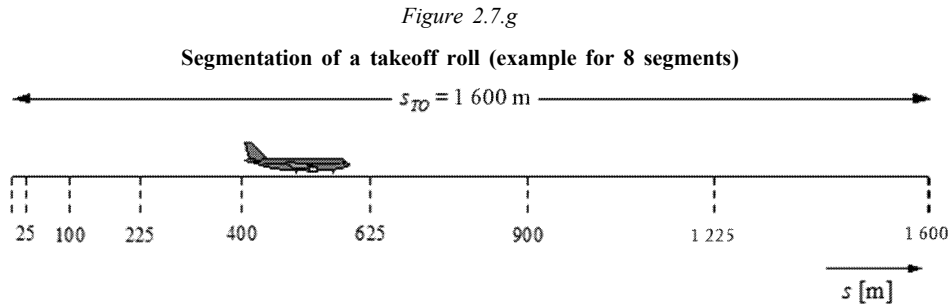 Figure 2.7.g
Segmentation of a takeoff roll (example for 8 segments)
s_TO = 1 600 m
25 100 225 400 625 900 1 225 1 600
s [m]